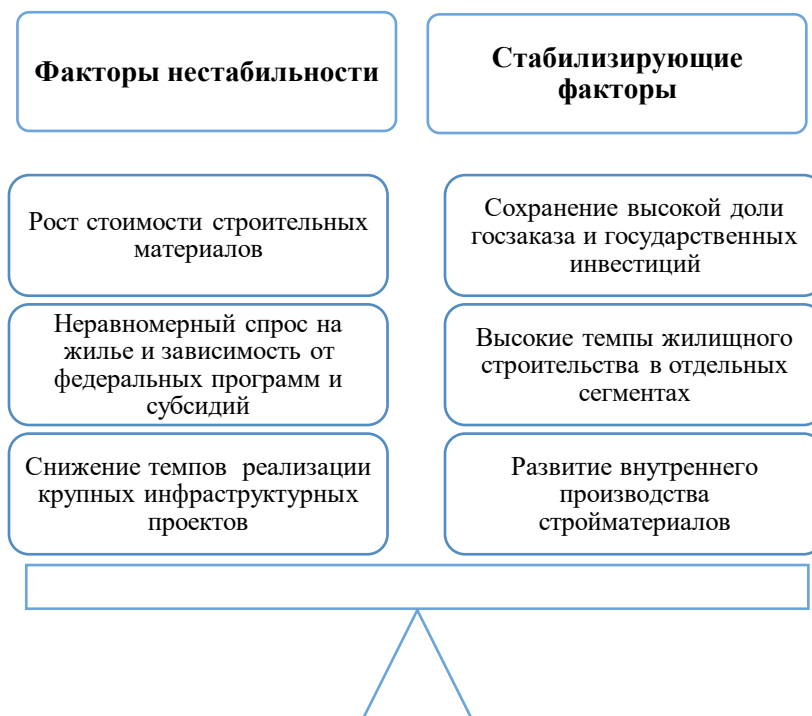 Факторы нестабильности
Стабилизирующие
факторы
Рост стоимости строительных
материалов
Сохранение высокой доли
госзаказа и государственных
инвестиций
Неравномерный спрос на
жилье и зависимость от
федеральных программ и
субсидий
Высокие темпы жилищного
строительства в отдельных
сегментах
Снижение темпов реализации
крупных инфраструктурных
проектов
Развитие внутреннего
производства
стройматериалов